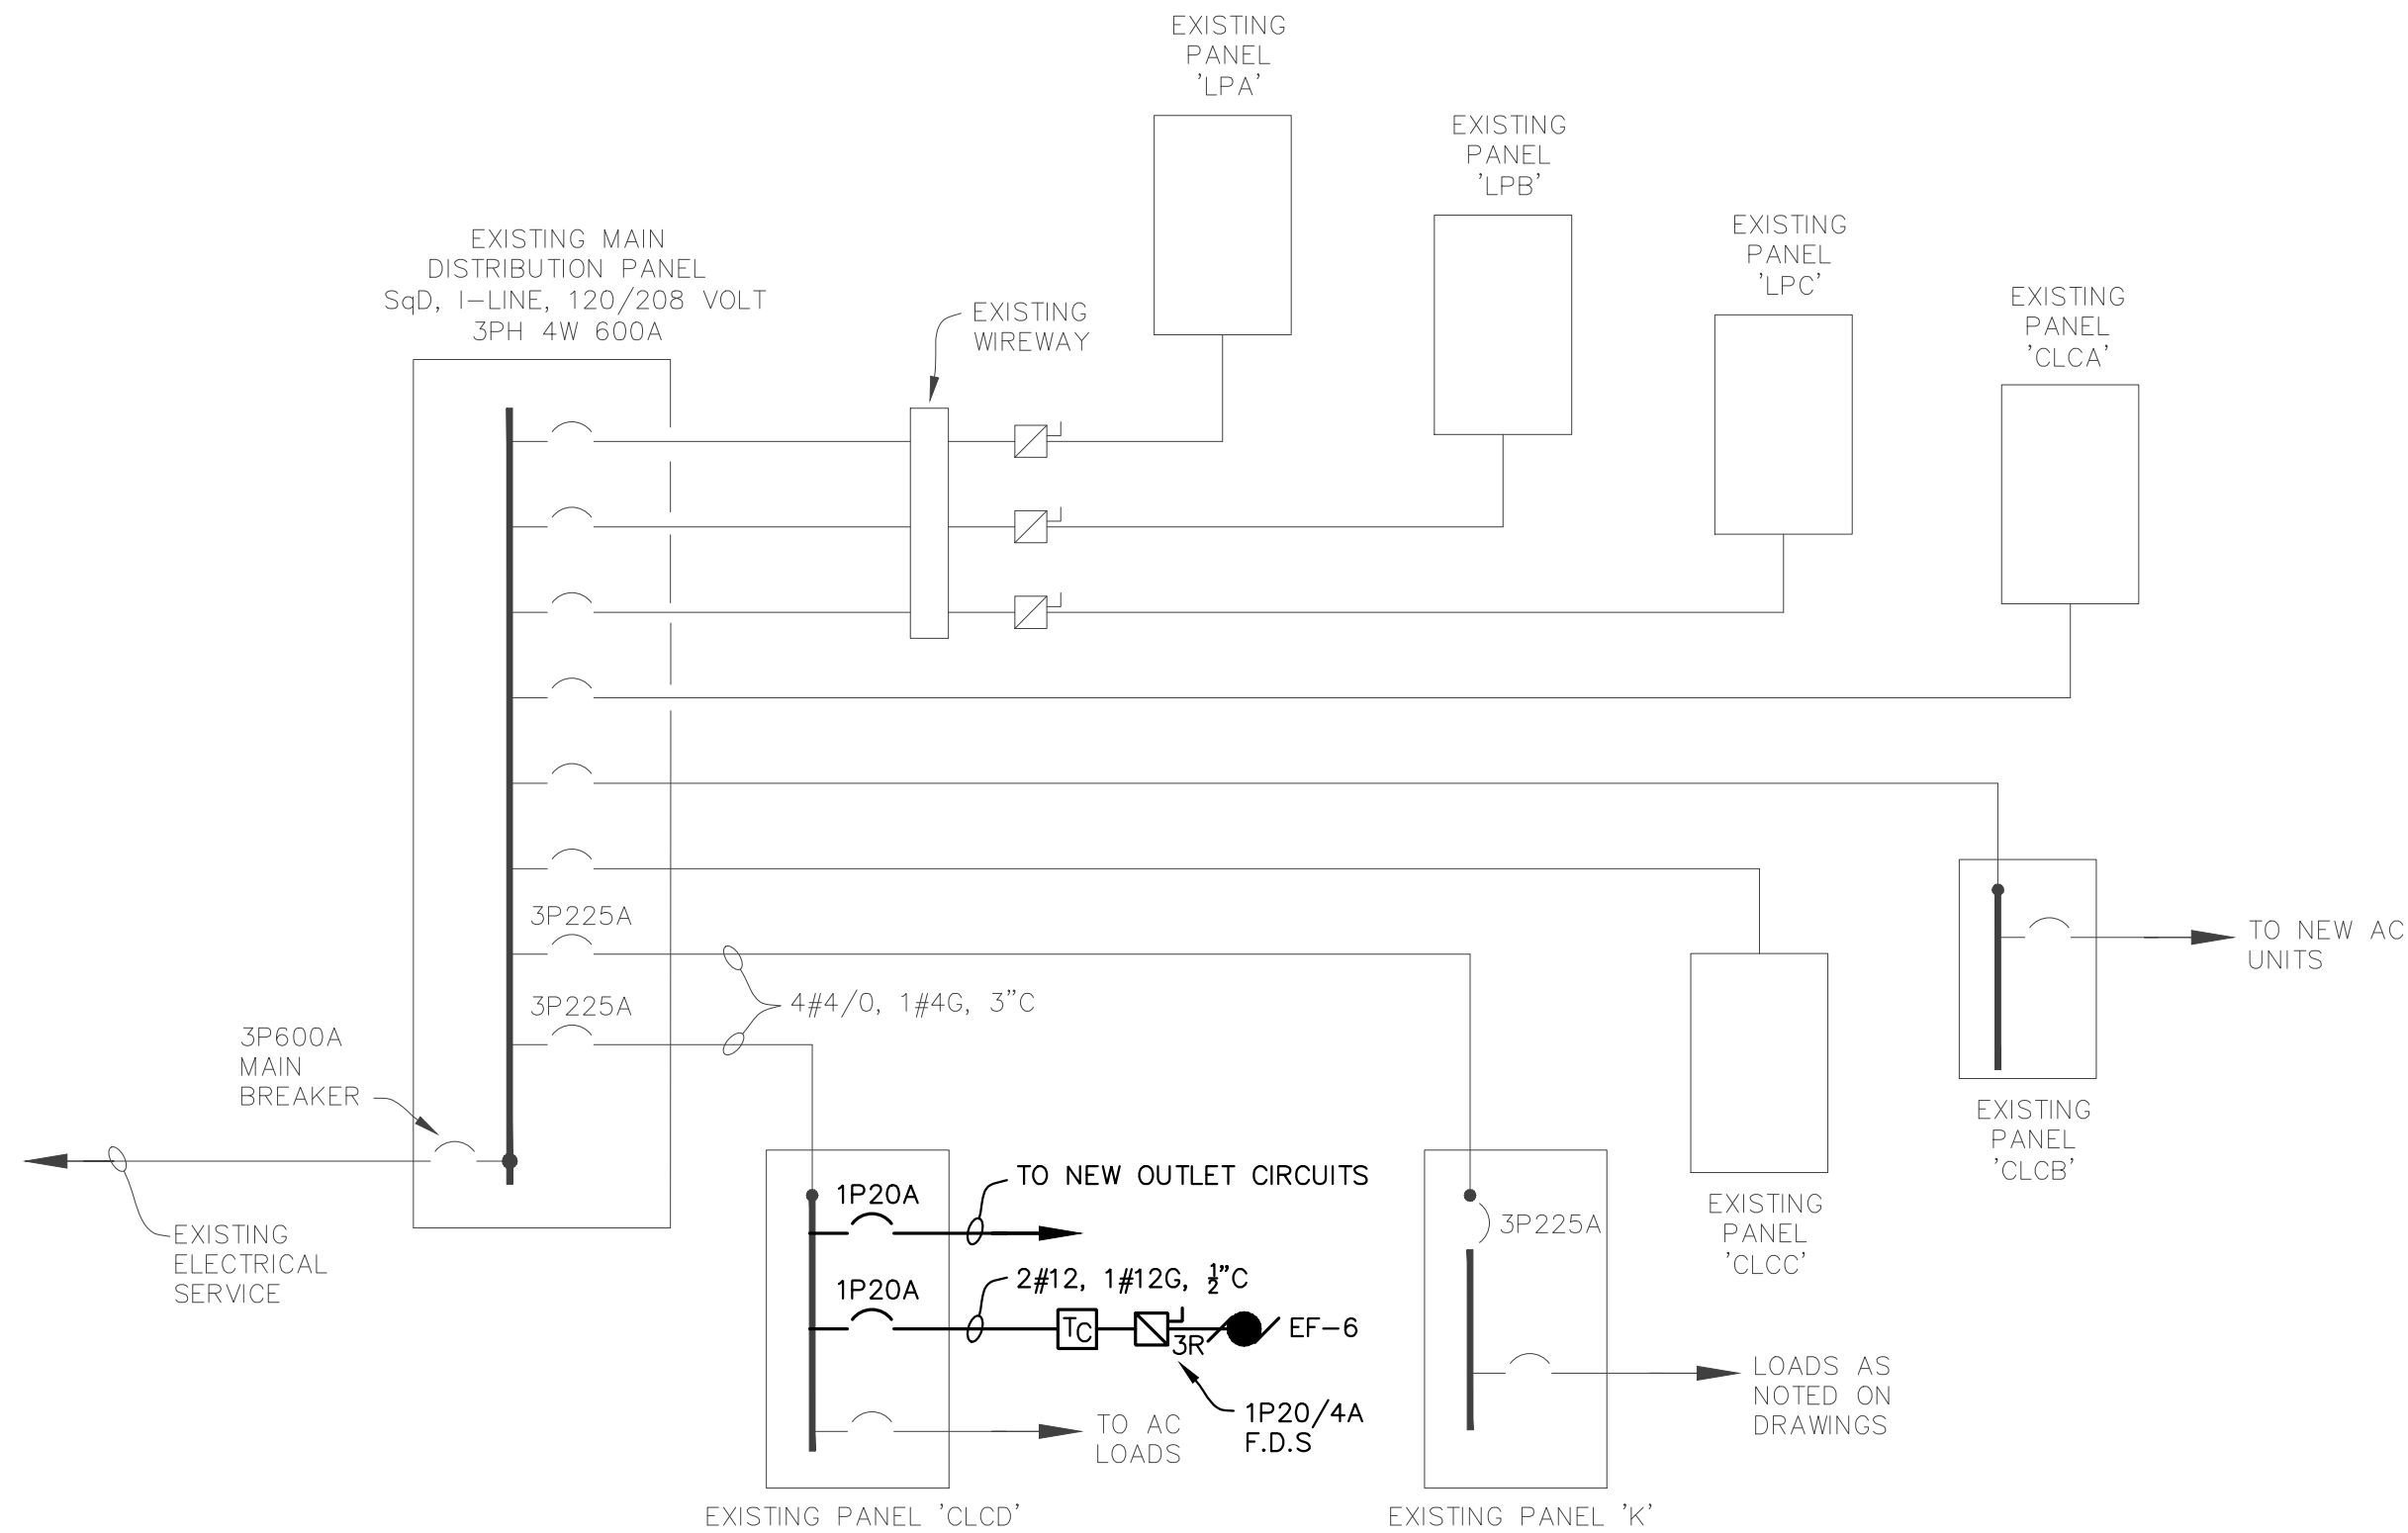 EXISTING
PANEL
'LPA'
EXISTING
PANEL
'LPB'
EXISTING
PANEL
'LPC'
EXISTING
PANEL
'CLCA'
EXISTING MAIN
DISTRIBUTION PANEL
SqD, I-LINE, 120/208 VOLT
3PH 4W 600A
EXISTING
WIREWAY
3P225A
3P225A
4#4/0, 1#4G, 3"C
3P600A
MAIN
BREAKER
EXISTING
ELECTRICAL
SERVICE
TO NEW AC
UNITS
EXISTING
PANEL
'CLCB'
EXISTING
PANEL
'CLCC'
1P20A
TO NEW OUTLET CIRCUITS
1P20A
2#12, 1#12G, ½"C
TC
3R
EF-6
1P20/4A
F.D.S
TO AC
LOADS
EXISTING PANEL 'CLCD'
3P225A
LOADS AS
NOTED ON
DRAWINGS
EXISTING PANEL 'K'